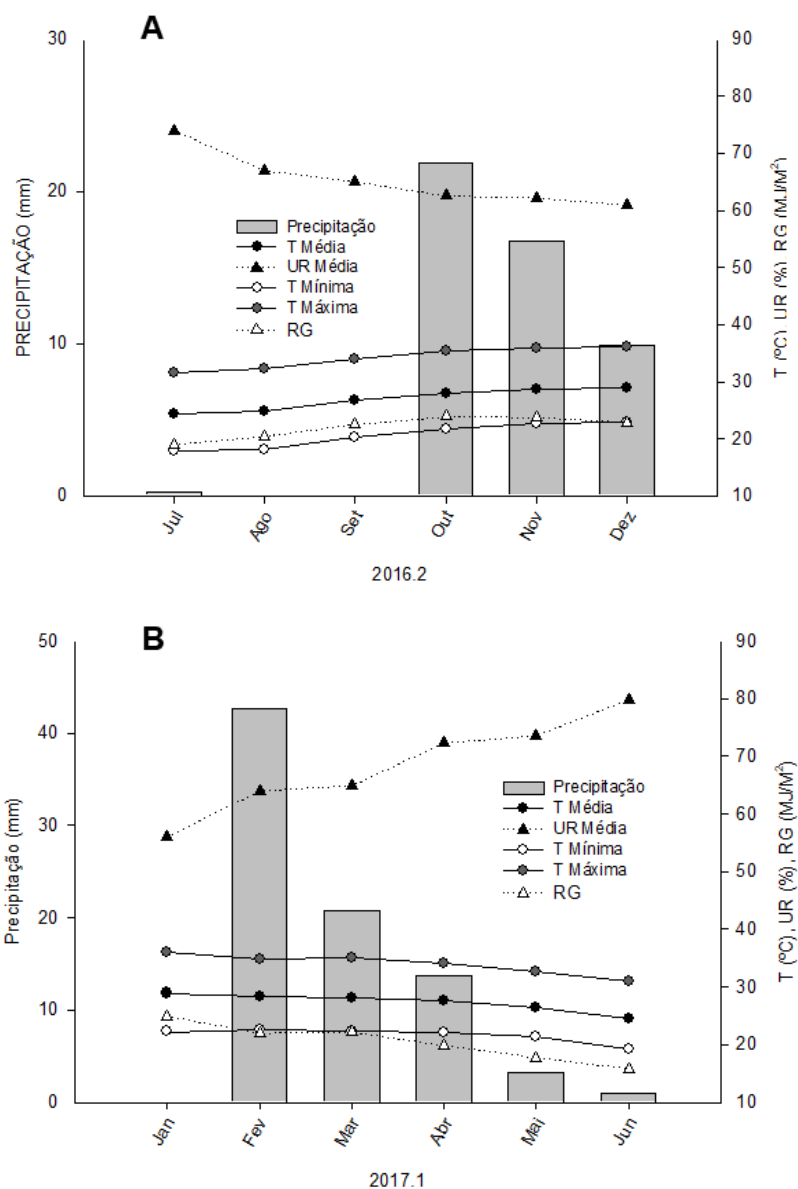 A
PRECIPITAÇÃO (mm)
30
20
10
0
Precipitação
T Média
UR Média
T Mínima
T Máxima
RG
90
80
70
60
50
40
30
20
10
T (ºC), UR (%), RG (MJ/M²)
Jul
Ago
Set
Out
Nov
Dez
2016.2
B
Precipitação (mm)
50
40
30
20
10
0
Precipitação
T Média
UR Média
T Mínima
T Máxima
RG
90
80
70
60
50
40
30
20
10
T (ºC), UR (%), RG (MJ/M²)
Jan
Fev
Mar
Abr
Mai
Jun
2017.1